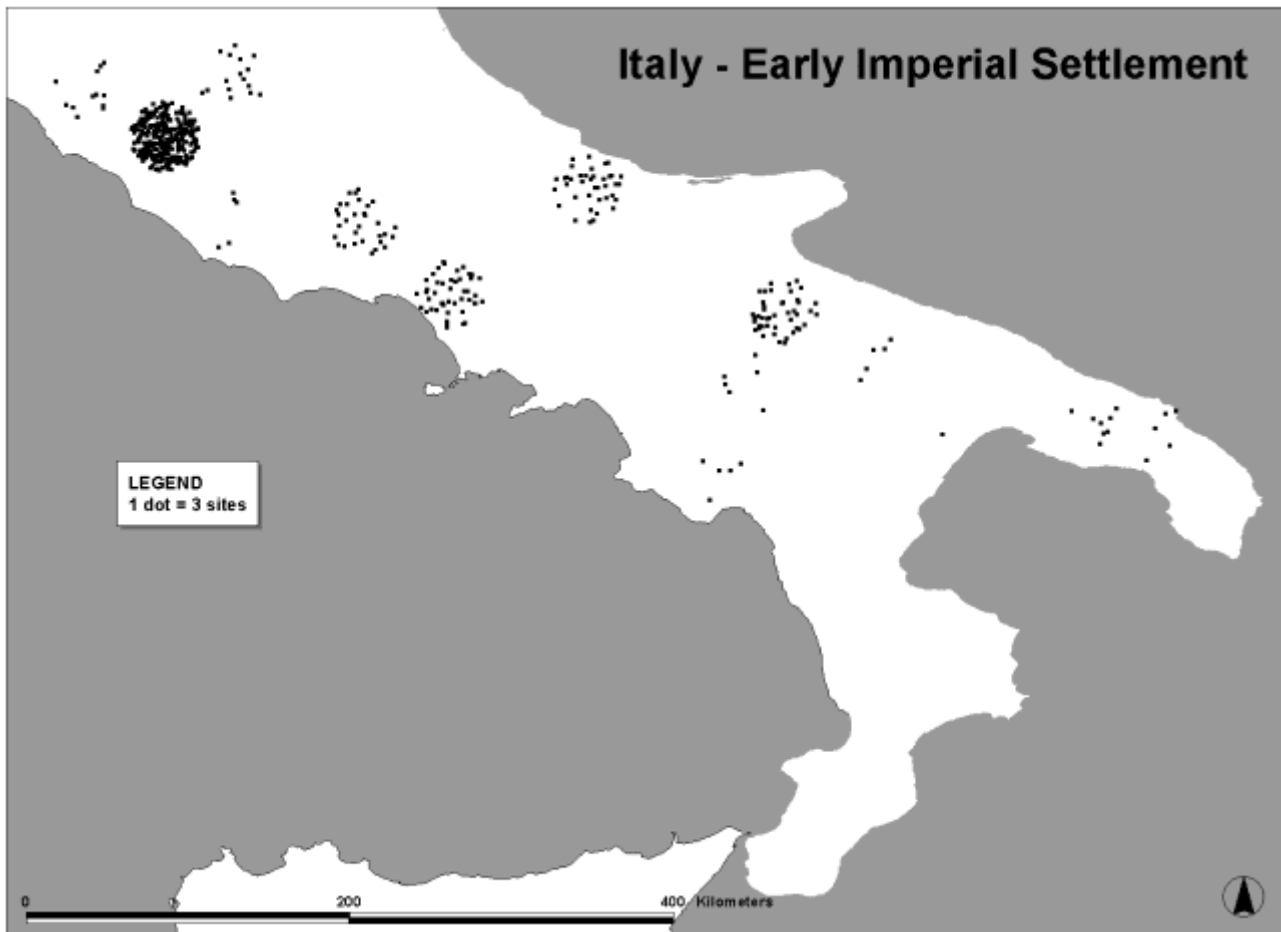 Italy - Early Imperial Settlement
LEGEND
1 dot = 3 sites
0 200 400 Kilometers